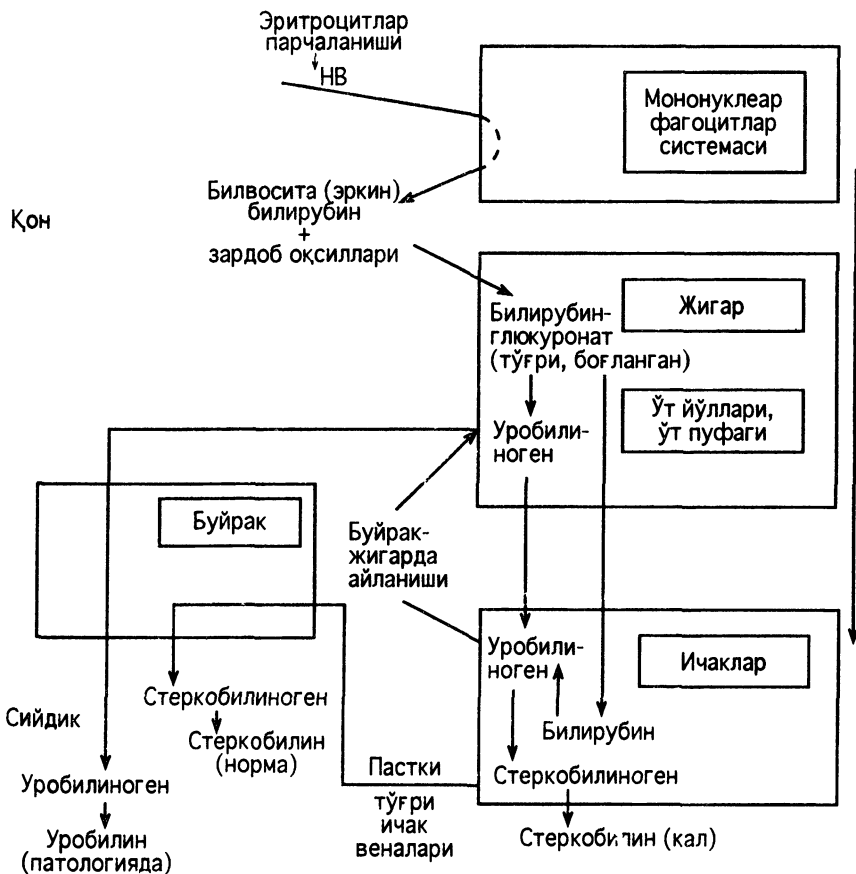 Эритроцитлар
парчаланиши
НВ
Мононуклеар
фагоцитлар
системаси
Билвосита (эркин)
билирубин
+
зардоб оқсиллари
Қон
Жигар
Билирубин-
глюкуронат
(тўғри, боғланган)
Ўт йўллари,
ўт пуфаги
Уробили-
ноген
Буйрак
Буйрак-
жигарда
айланиши
Уробили-
ноген
Ичаклар
Билирубин
Стеркобилиноген
Стеркобилин (кал)
Стеркобилиноген
Стеркобилин
(норма)
Сийдик
Уробилиноген
Уробилин
(патологияда)
Пастки
тўғри
ичак
веналари